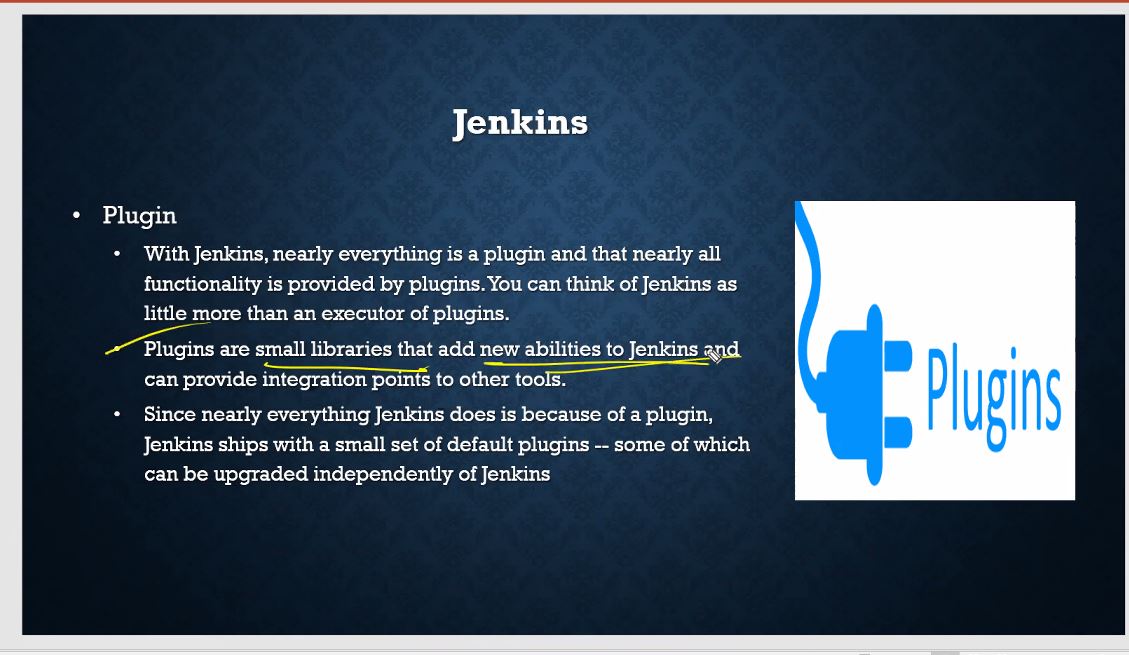 Jenkins
• Plugin
• With Jenkins, nearly everything is a plugin and that nearly all
functionality is provided by plugins. You can think of Jenkins as
little more than an executor of plugins.
• Plugins are small libraries that add new abilities to Jenkins and
can provide integration points to other tools.
• Since nearly everything Jenkins does is because of a plugin,
Jenkins ships with a small set of default plugins -- some of which
can be upgraded independently of Jenkins
Plugins